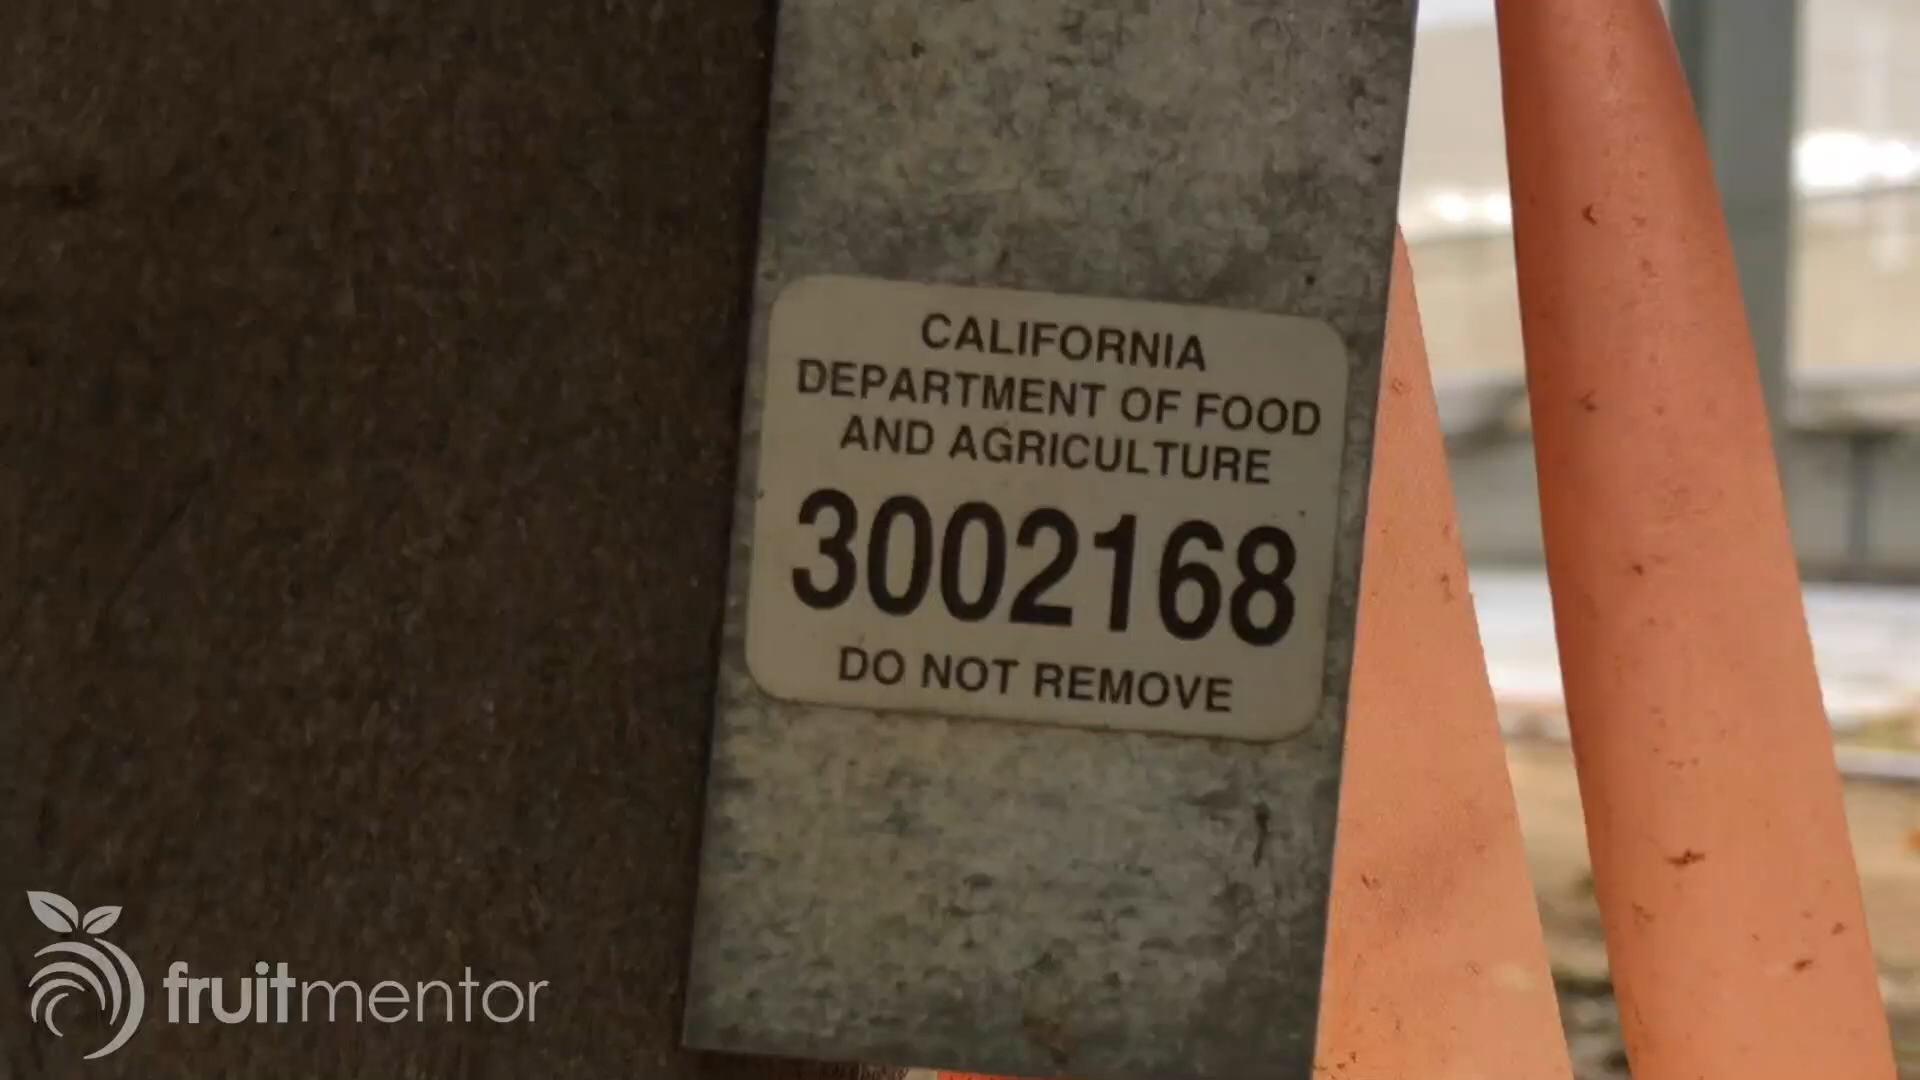 CALIFORNIA
DEPARTMENT OF FOOD
AND AGRICULTURE
3002168
DO NOT REMOVE
fruitmentor